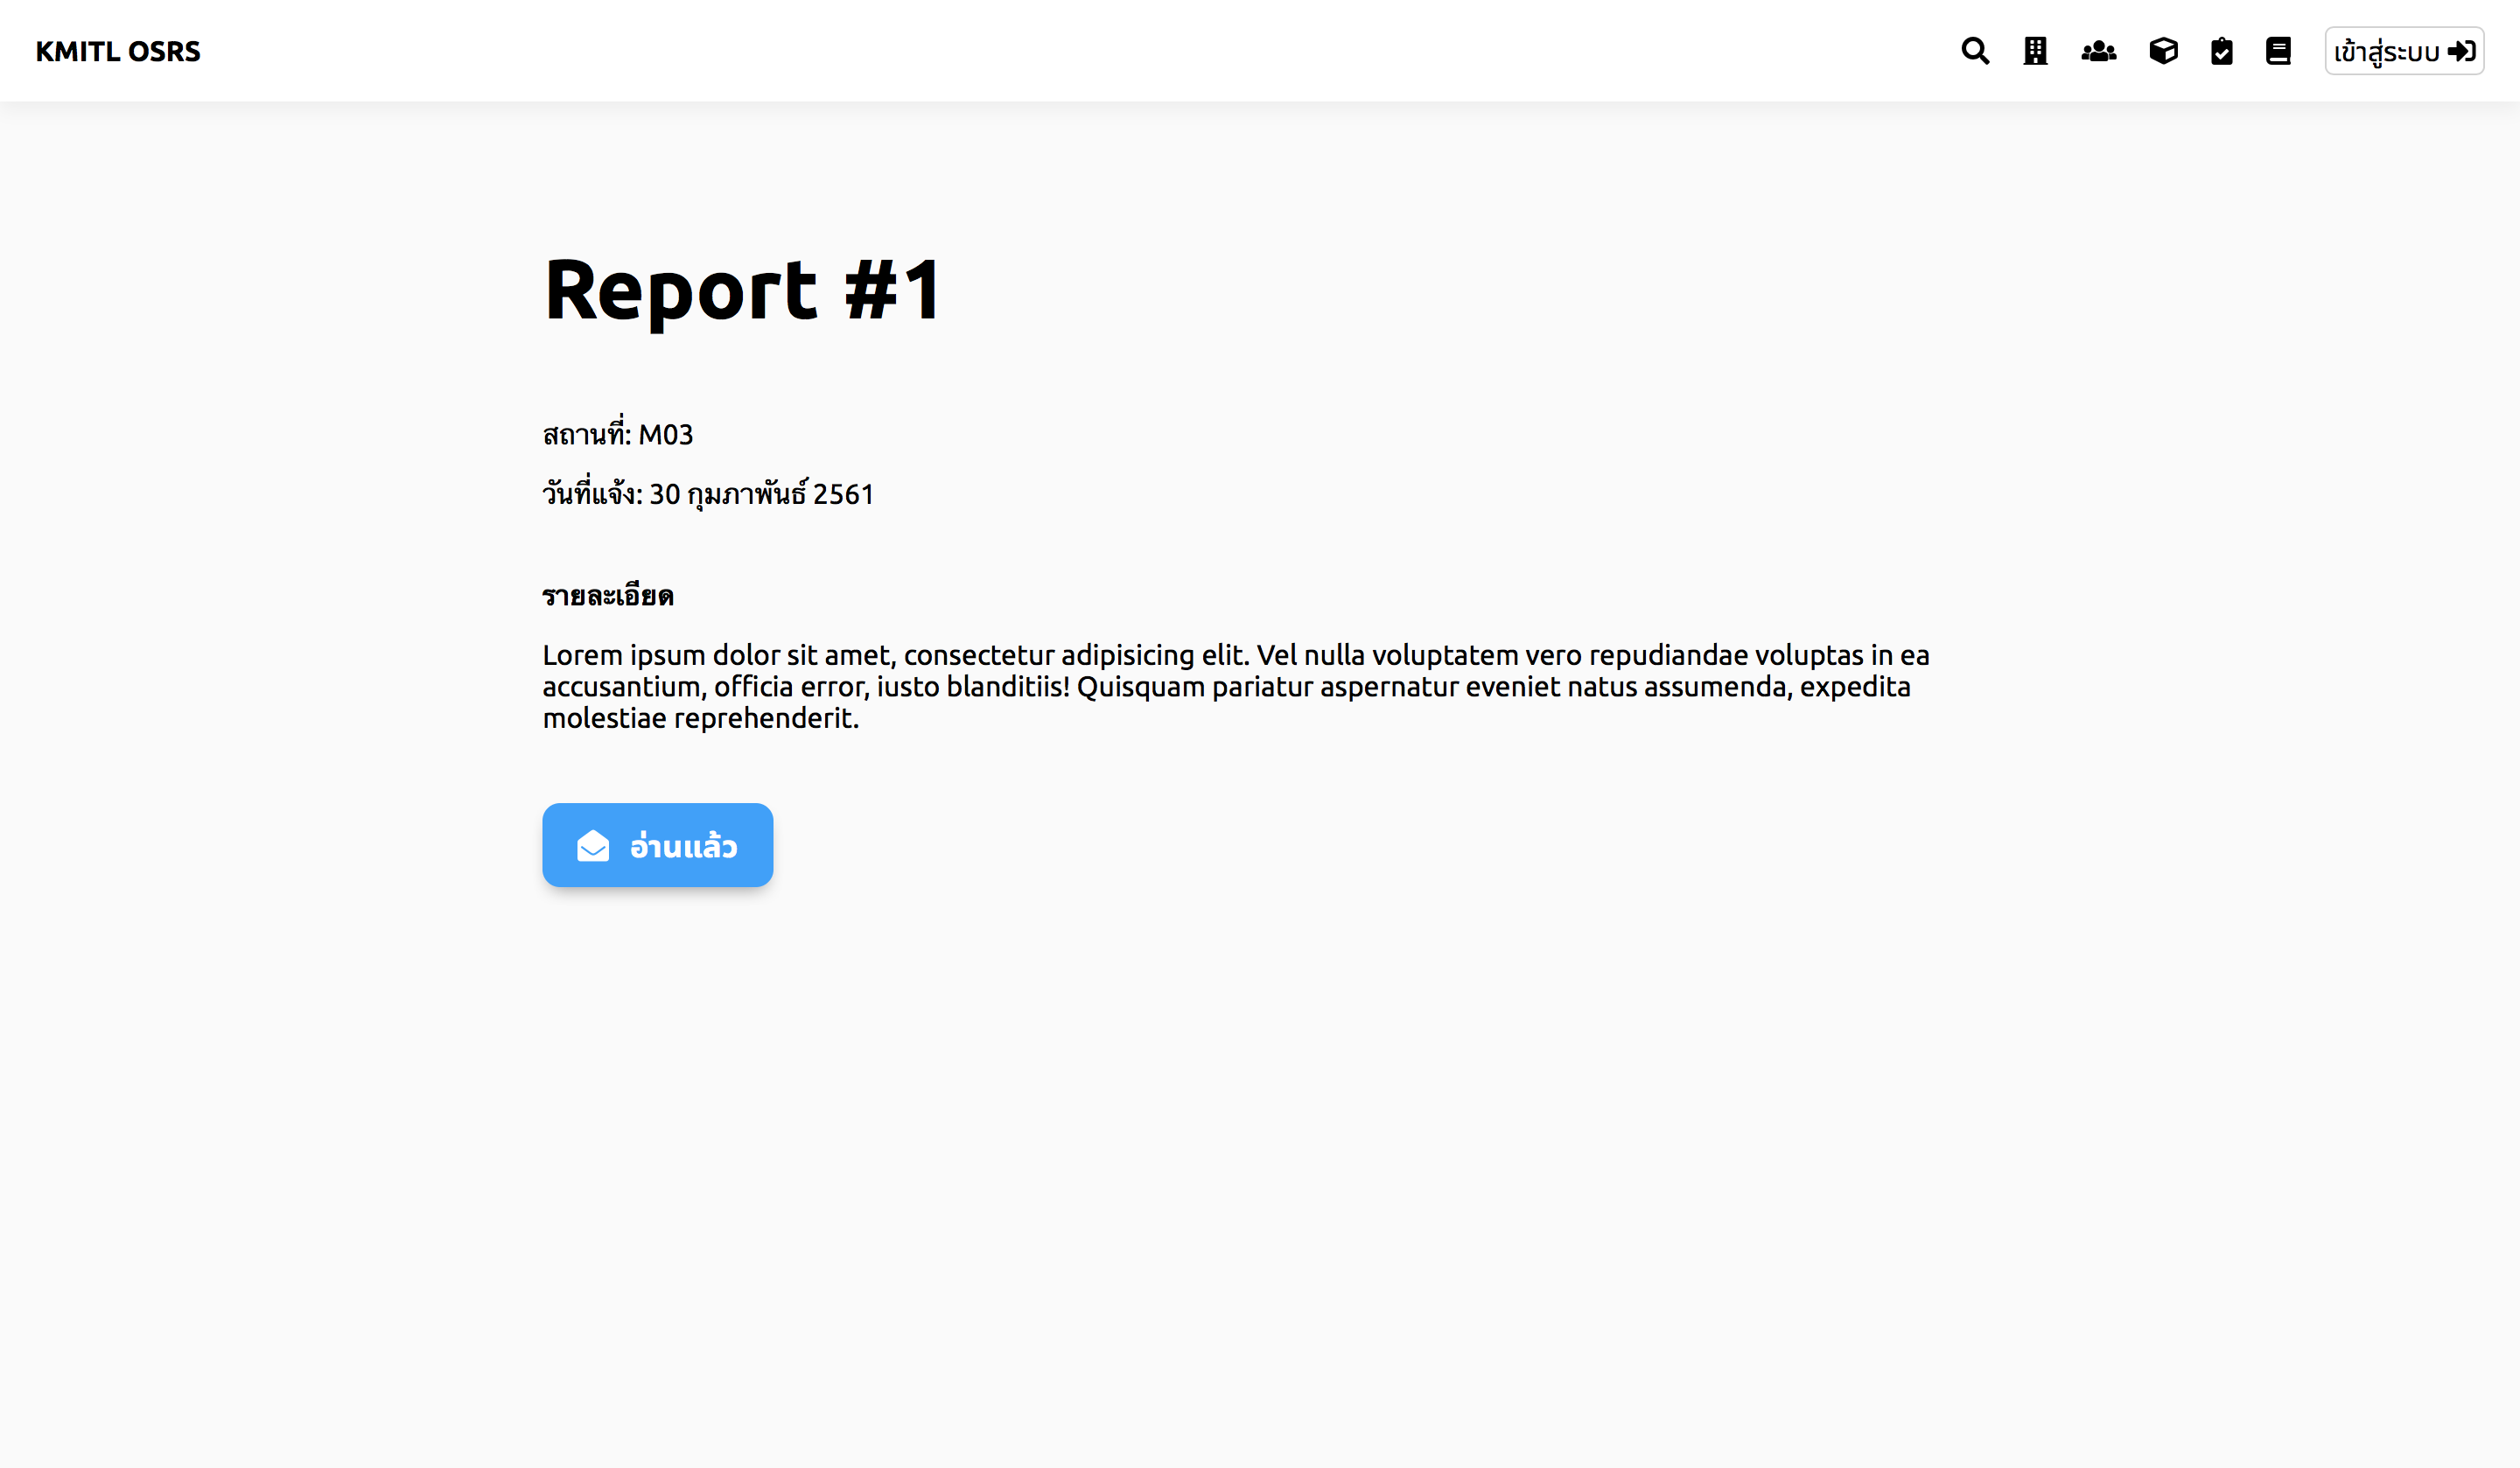 KMITL OSRS
เข้าสู่ระบบ
Report #1
สถานที่: M03
วันที่แจ้ง: 30 กุมภาพันธ์ 2561
รายละเอียด
Lorem ipsum dolor sit amet, consectetur adipisicing elit. Vel nulla voluptatem vero repudiandae voluptas in ea
accusantium, officia error, iusto blanditiis! Quisquam pariatur aspernatur eveniet natus assumenda, expedita
molestiae reprehenderit.
อ่านแล้ว